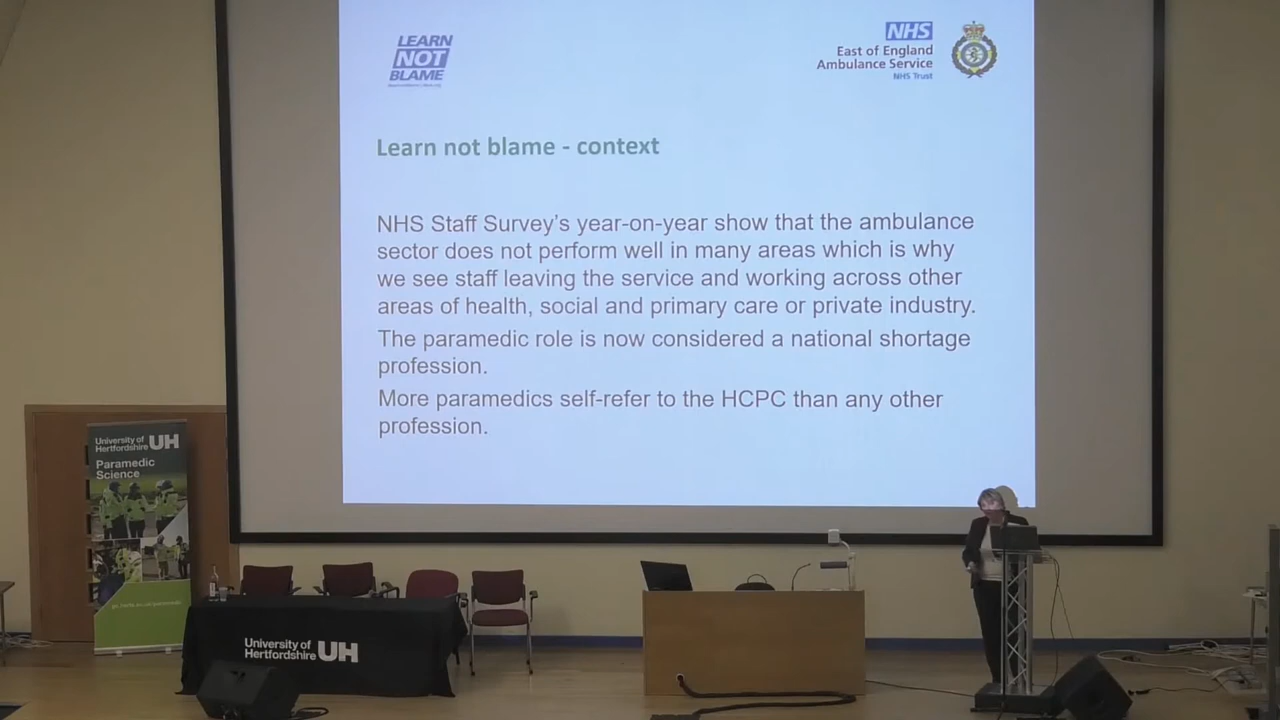 LEARN
NOT
BLAME
NHS
East of England
Ambulance Service
NHS Trust
Learn not blame - context
NHS Staff Survey's year-on-year show that the ambulance
sector does not perform well in many areas which is why
we see staff leaving the service and working across other
areas of health, social and primary care or private industry.
The paramedic role is now considered a national shortage
profession.
More paramedics self-refer to the HCPC than any other
profession.
University of
Hertfordshire UH
Paramedic
Science
University of
Hertfordshire UH